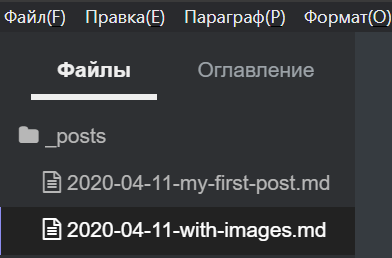 Файл(F) Правка(E) Параграф(P) Формат(O)
Файлы Оглавление
_posts
2020-04-11-my-first-post.md
2020-04-11-with-images.md